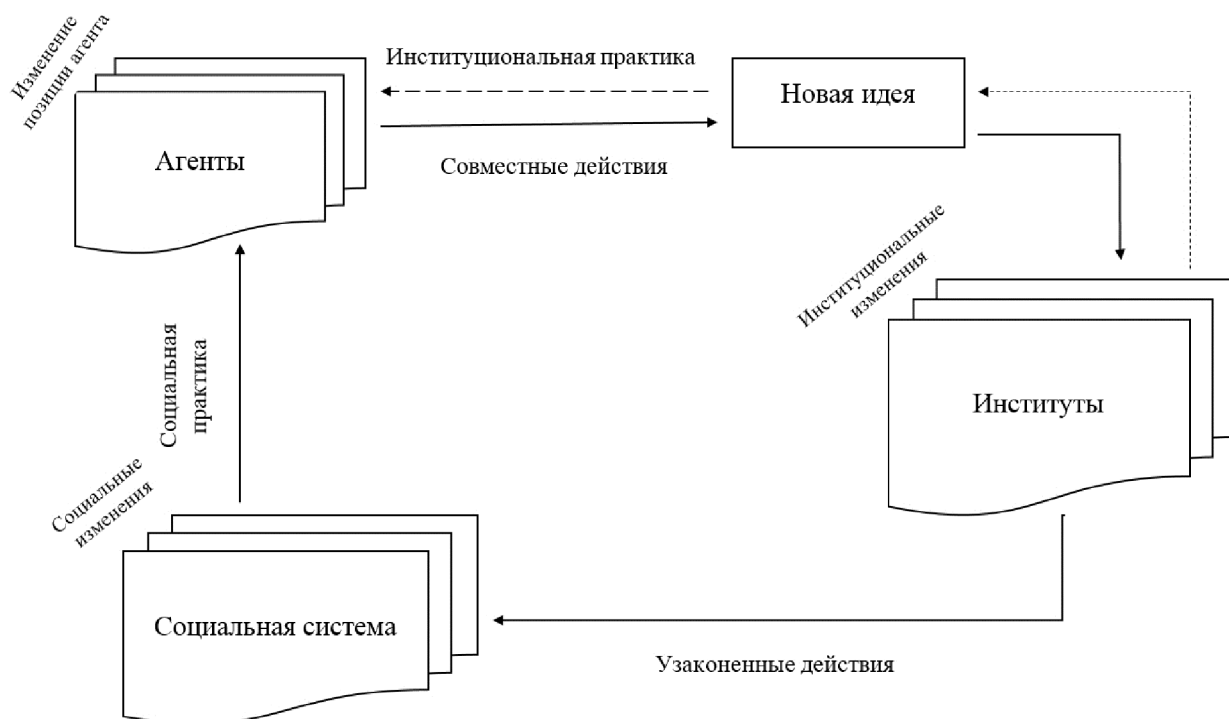 Изменение
позиции агента
Институциональная практика
Новая идея
Агенты
Совместные действия
Институциональные
изменения
Социальная
практика
Институты
Социальные
изменения
Социальная система
Узаконенные действия